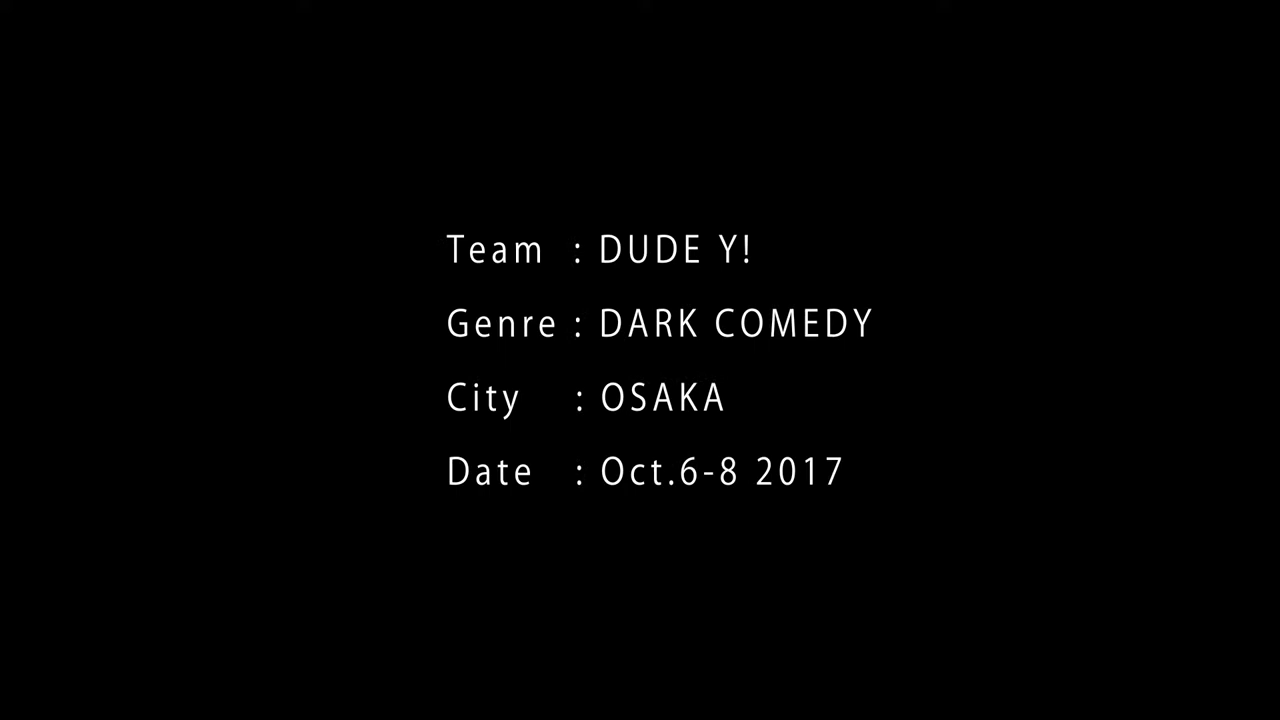 Team : DUDE Y!
Genre : DARK COMEDY
City : OSAKA
Date : Oct.6-8 2017